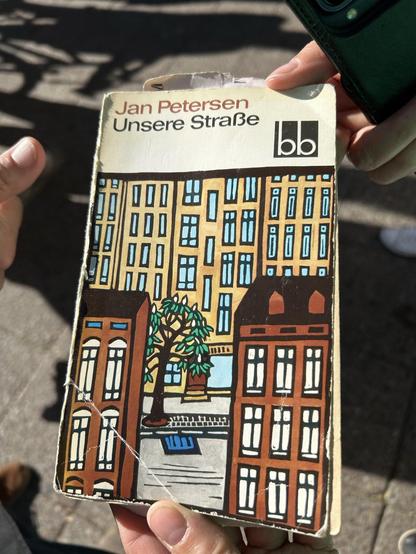 Jan Petersen
Unsere Straße
bb